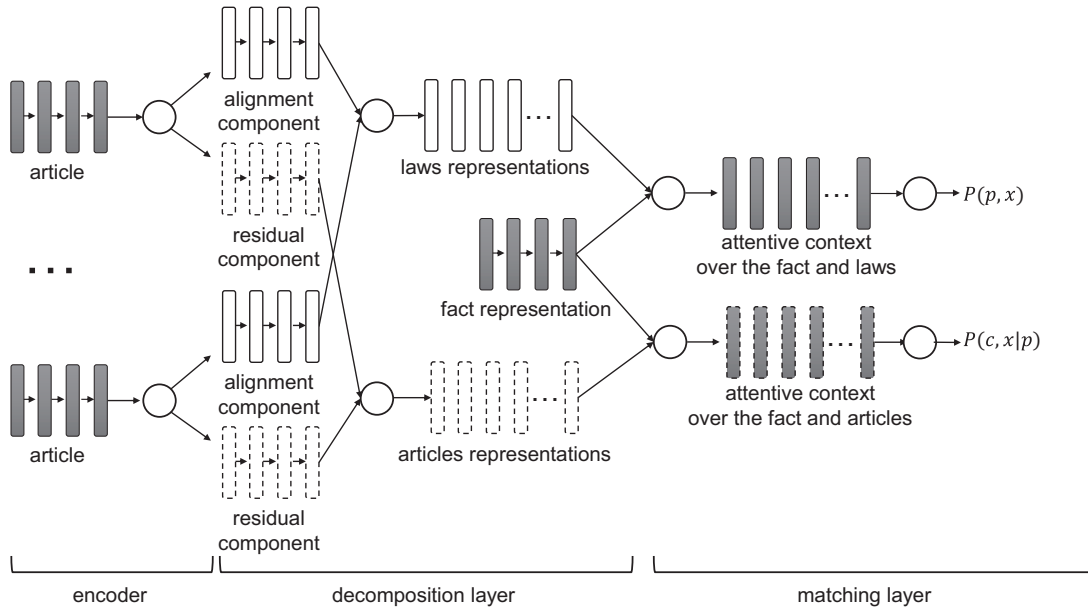 article
alignment
component
residual
component
. . .
alignment
component
article
residual
component
...
laws representations
fact representation
...
articles representations
...
attentive context
over the fact and laws
P(p, x)
...
attentive context
over the fact and articles
P(c, x|p)
encoder
decomposition layer
matching layer